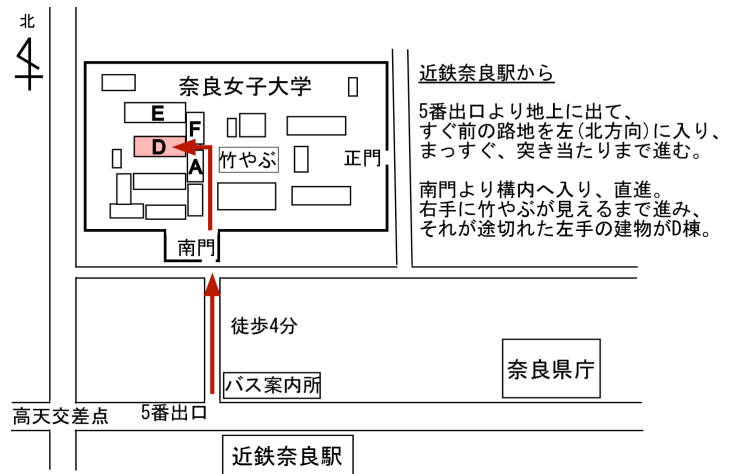 北
奈良女子大学
E
F
D
A
竹やぶ
正門
南門
近鉄奈良駅から
5番出口より地上に出て、
すぐ前の路地を左(北方向)に入り、
まっすぐ、突き当たりまで進む。
南門より構内へ入り、直進。
右手に竹やぶが見えるまで進み、
それが途切れた左手の建物がD棟。
徒歩4分
奈良県庁
バス案内所
高天交差点
5番出口
近鉄奈良駅